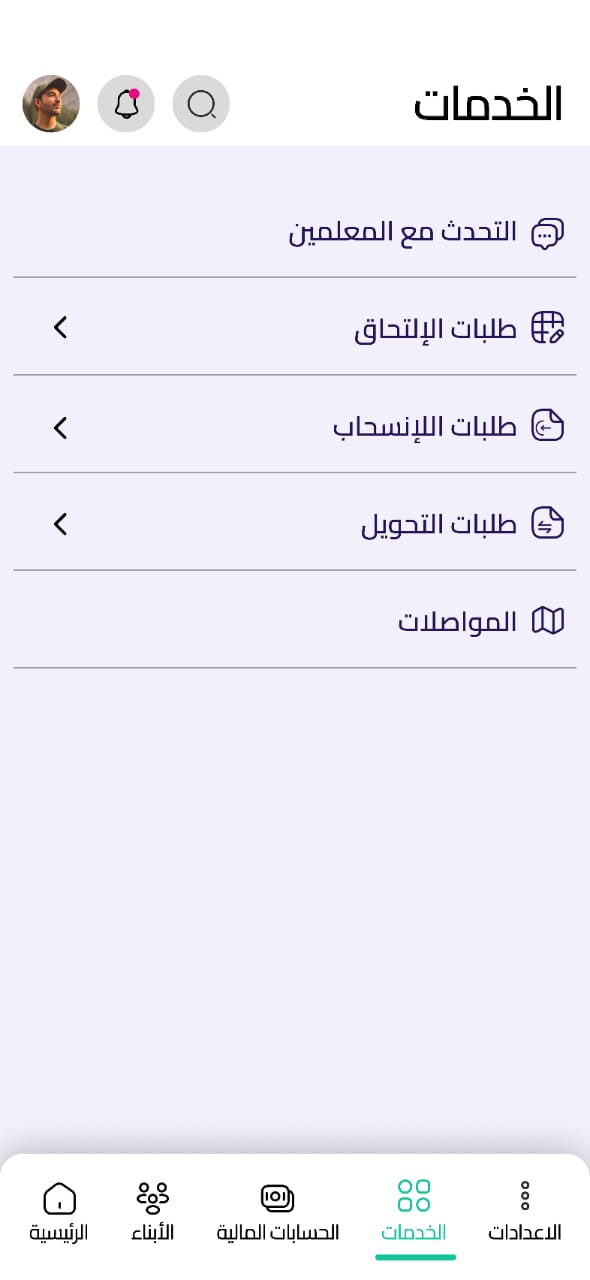 الخدمات
التحدث مع المعلمين
طلبات الإلتحاق
طلبات اللإنسحاب
طلبات التحويل
المواصلات
الاعدادات
الخدمات
الحسابات المالية
الأبناء
الرئيسية